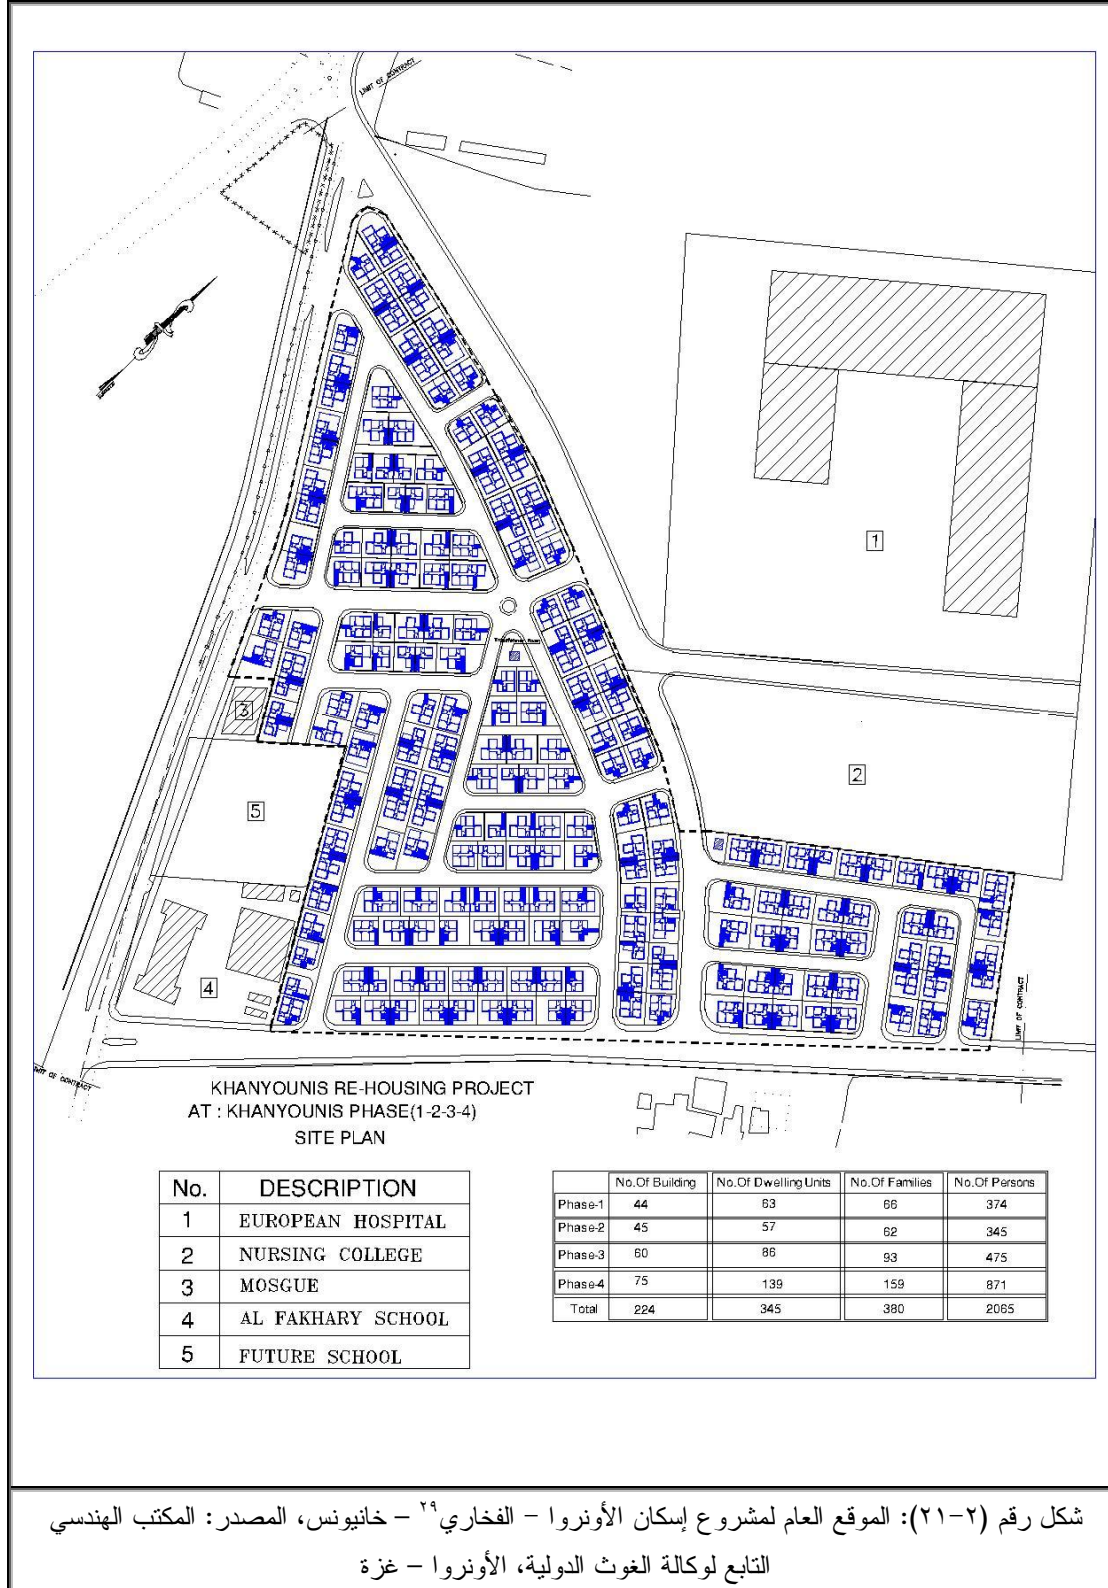 LIMIT OF CONTRACT
1
Transformer Room
3
2
5
4
LIMIT OF CONTRACT
LIMIT OF CONTRACT
KHANYOUNIS RE-HOUSING PROJECT
AT : KHANYOUNIS PHASE(1-2-3-4)
SITE PLAN
No. DESCRIPTION
1 EUROPEAN HOSPITAL
2 NURSING COLLEGE
3 MOSGUE
4 AL FAKHARY SCHOOL
5 FUTURE SCHOOL
No.Of Building No.Of Dwelling Units No.Of Families No.Of Persons
Phase-1 44 63 66 374
Phase-2 45 57 62 345
Phase-3 60 86 93 475
Phase-4 75 139 159 871
Total 224 345 380 2065
شكل رقم (٢-٢١): الموقع العام لمشروع إسكان الأونروا – الفخاري٢٩ – خانيونس، المصدر: المكتب الهندسي
التابع لوكالة الغوث الدولية، الأونروا – غزة